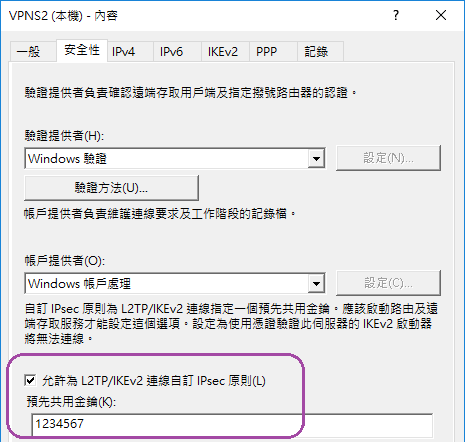 VPNS2 (本機) - 內容
一般 安全性 IPv4 IPv6 IKEv2 PPP 記錄
驗證提供者負責確認遠端存取用戶端及指定撥號路由器的認證。
驗證提供者(H):
Windows 驗證 設定(N)...
驗證方法(U)...
帳戶提供者負責維護連線要求及工作階段的記錄檔。
帳戶提供者(O):
Windows 帳戶處理 設定(C)...
自訂 IPsec 原則為 L2TP/IKEv2 連線指定一個預先共用金鑰。應該啟動路由及遠
端存取服務才能設定這個選項。設定為使用憑證驗證此伺服器的 IKEv2 啟動器
將無法連線。
允許為 L2TP/IKEv2 連線自訂 IPsec 原則(L)
預先共用金鑰(K):
1234567